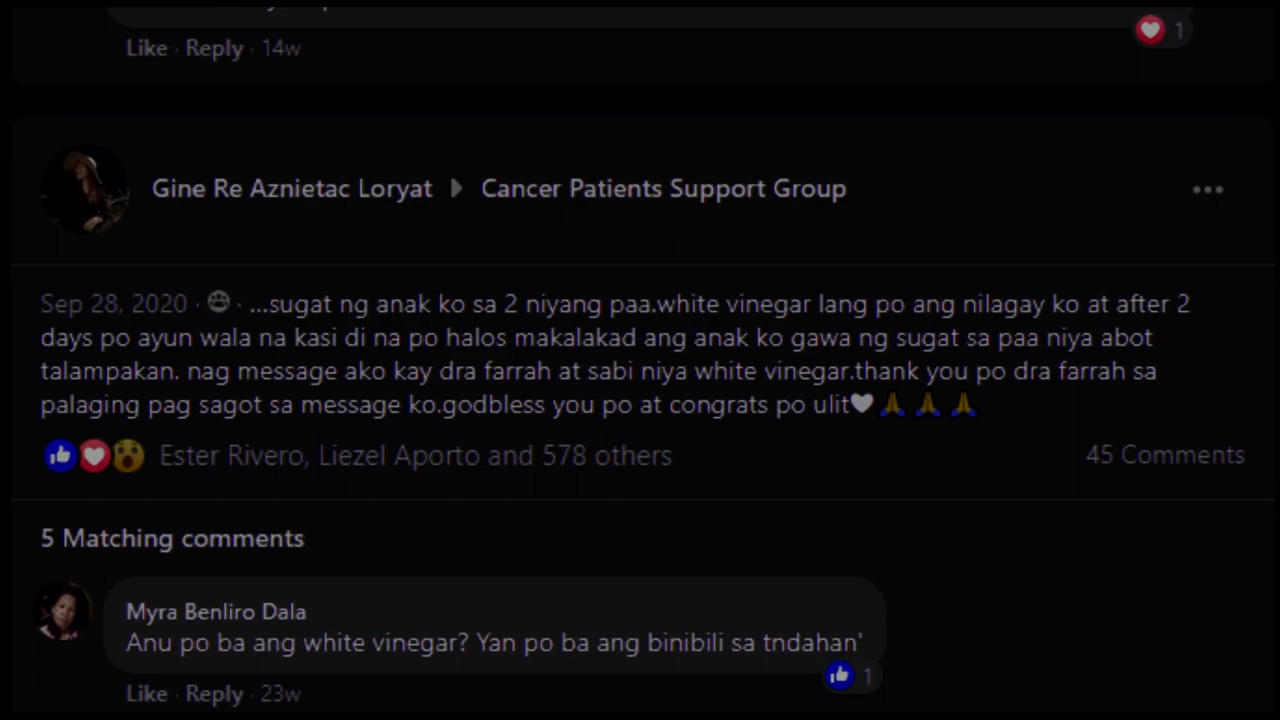 Like · Reply · 14w
1
Gine Re Aznietac Loryat ▶ Cancer Patients Support Group
Sep 28, 2020 · ...sugat ng anak ko sa 2 niyang paa.white vinegar lang po ang nilagay ko at after 2
days po ayun wala na kasi di na po halos makalakad ang anak ko gawa ng sugat sa paa niya abot
talampakan. nag message ako kay dra farrah at sabi niya white vinegar.thank you po dra farrah sa
palaging pag sagot sa message ko.godbless you po at congrats po ulit🤍🙏🙏🙏
Ester Rivero, Liezel Aporto and 578 others
45 Comments
5 Matching comments
Myra Benliro Dala
Anu po ba ang white vinegar? Yan po ba ang binibili sa tndahan'
1
Like · Reply · 23w